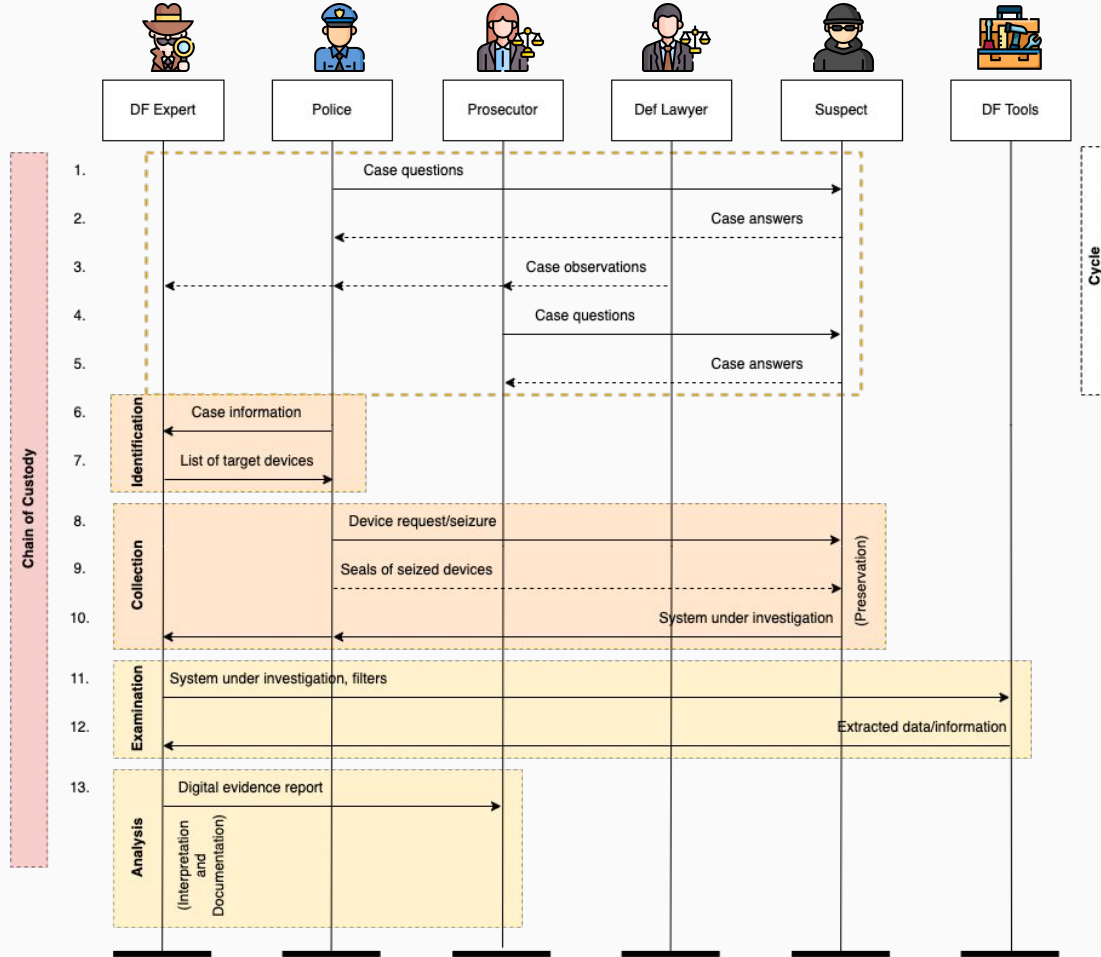 DF Expert
Police
Prosecutor
Def Lawyer
Suspect
DF Tools
Chain of Custody
Cycle
1.
Case questions
2.
Case answers
3.
Case observations
4.
Case questions
5.
Case answers
Identification
6.
Case information
7.
List of target devices
Collection
8.
Device request/seizure
9.
Seals of seized devices
10.
System under investigation
(Preservation)
Examination
11.
System under investigation, filters
12.
Extracted data/information
Analysis
13.
Digital evidence report
(Interpretation
and
Documentation)